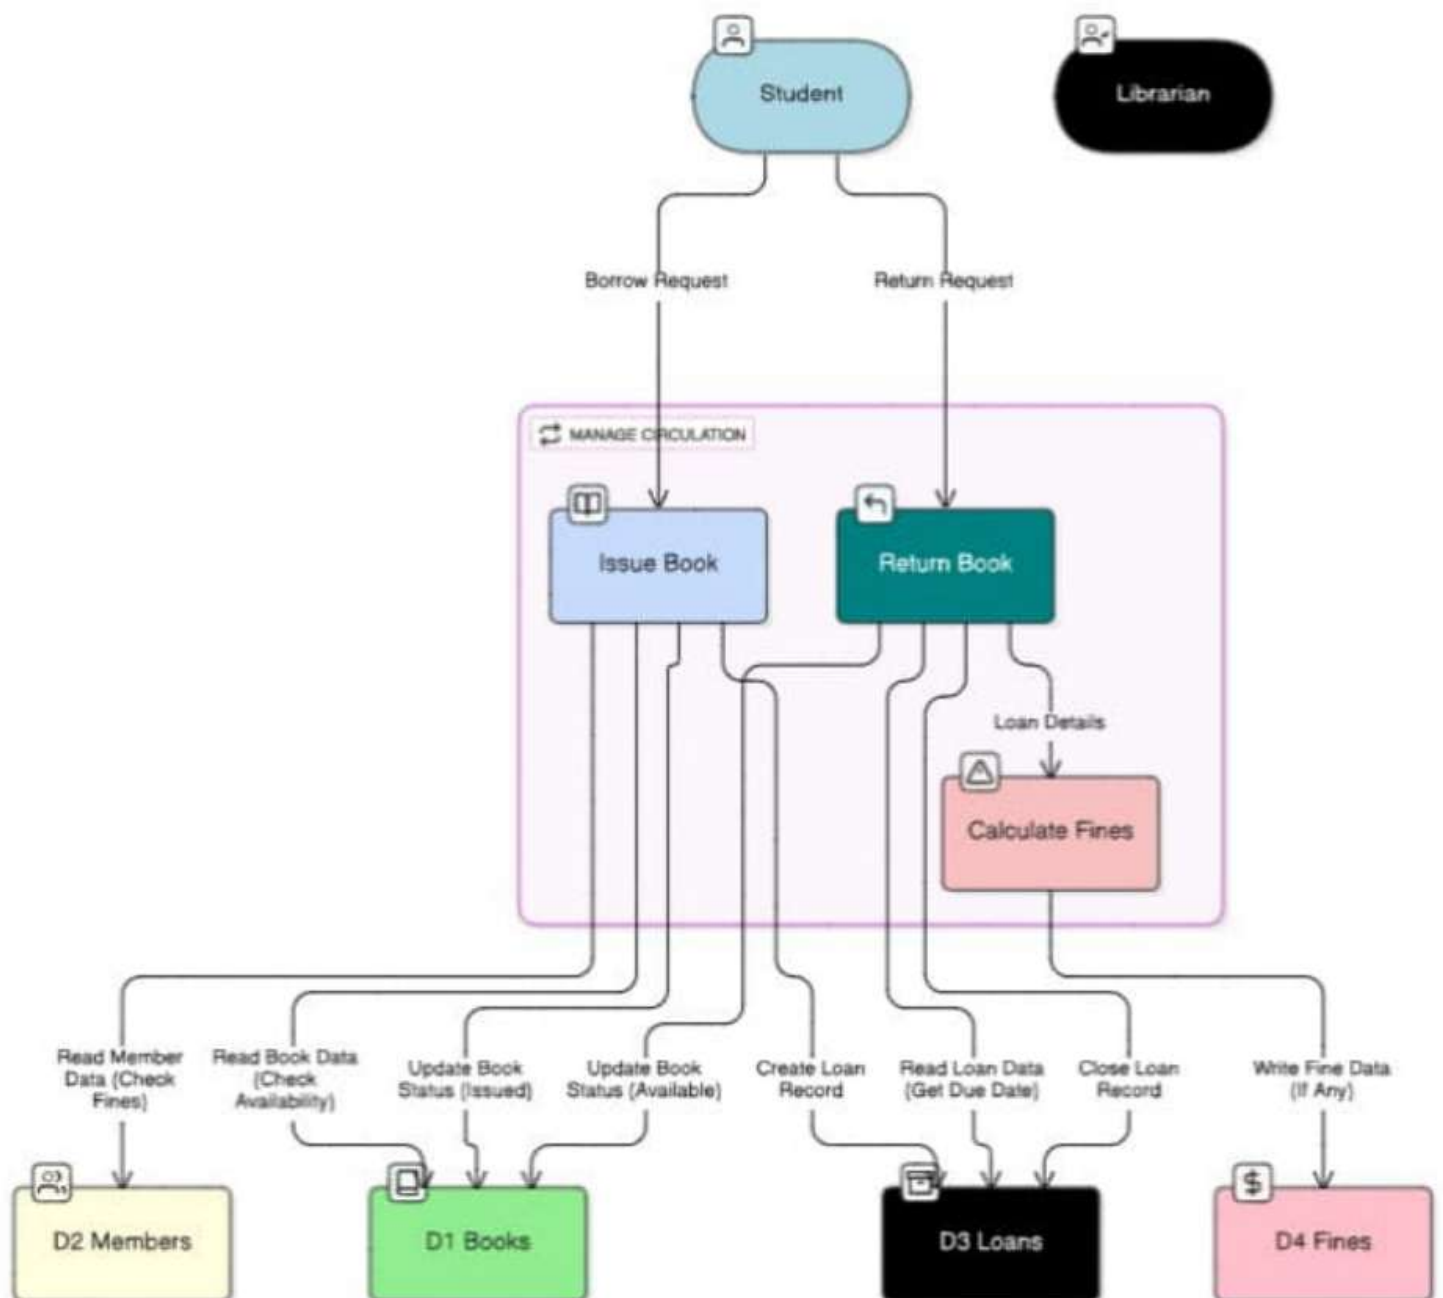 Student
Librarian
Borrow Request
Return Request
MANAGE CIRCULATION
Issue Book
Return Book
Loan Details
Calculate Fines
Read Member
Data (Check
Fines)
Read Book Data
(Check
Availability)
Update Book
Status (Issued)
Update Book
Status (Available)
Create Loan
Record
Read Loan Data
(Get Due Date)
Close Loan
Record
Write Fine Data
(If Any)
$
D2 Members
D1 Books
D3 Loans
D4 Fines